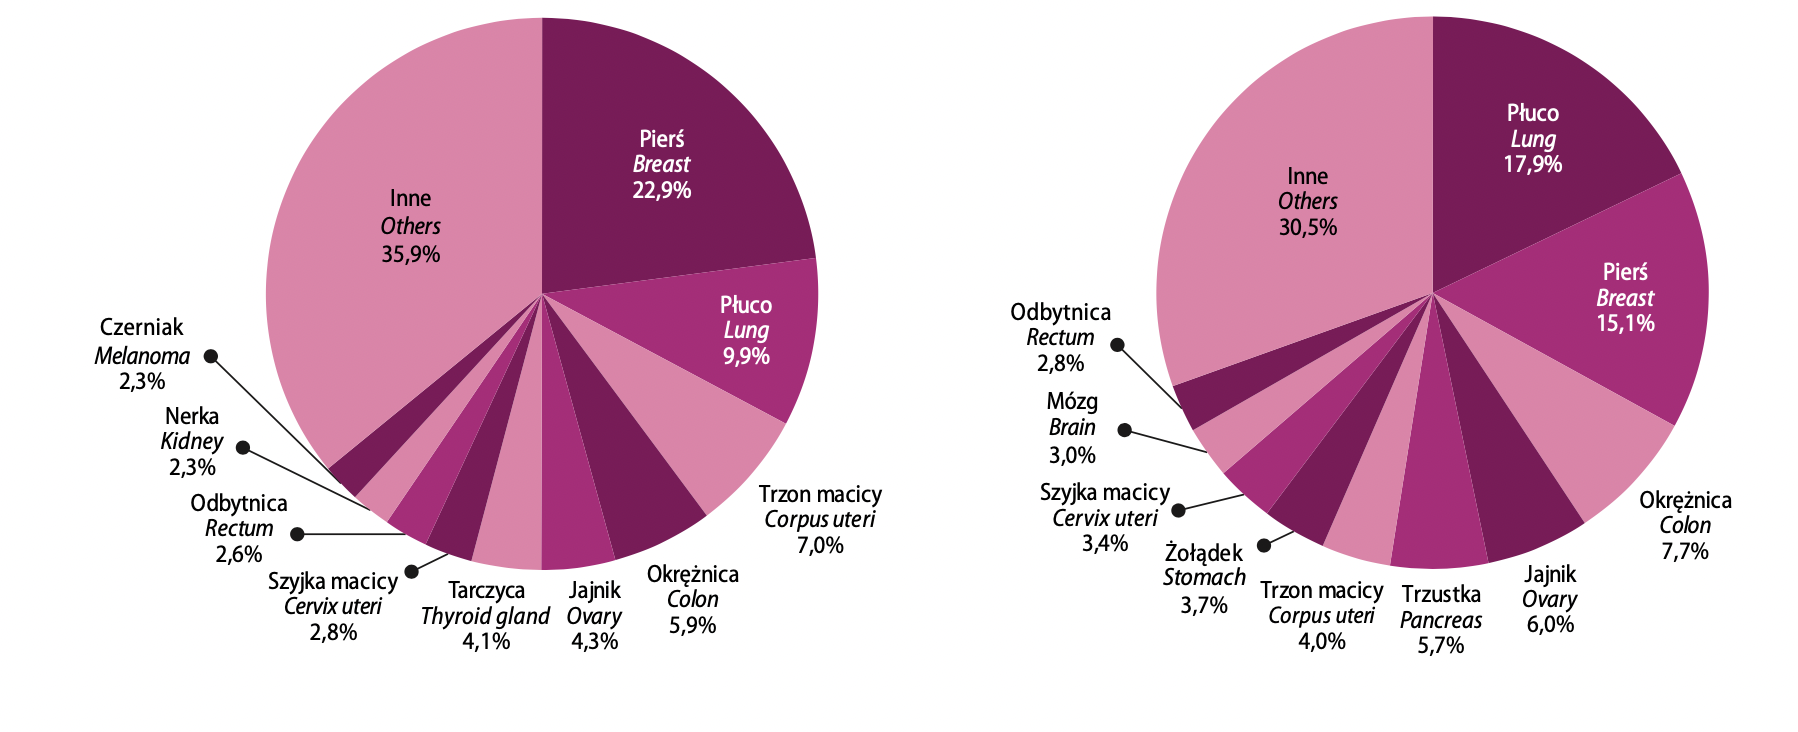 Pierś
Breast
22,9%
Płuco
Lung
9,9%
Trzon macicy
Corpus uteri
7,0%
Okrężnica
Colon
5,9%
Jajnik
Ovary
4,3%
Tarczyca
Thyroid gland
4,1%
Szyjka macicy
Cervix uteri
2,8%
Odbytnica
Rectum
2,6%
Nerka
Kidney
2,3%
Czerniak
Melanoma
2,3%
Inne
Others
35,9%
Płuco
Lung
17,9%
Pierś
Breast
15,1%
Okrężnica
Colon
7,7%
Jajnik
Ovary
6,0%
Trzustka
Pancreas
5,7%
Trzon macicy
Corpus uteri
4,0%
Żołądek
Stomach
3,7%
Szyjka macicy
Cervix uteri
3,4%
Mózg
Brain
3,0%
Odbytnica
Rectum
2,8%
Inne
Others
30,5%